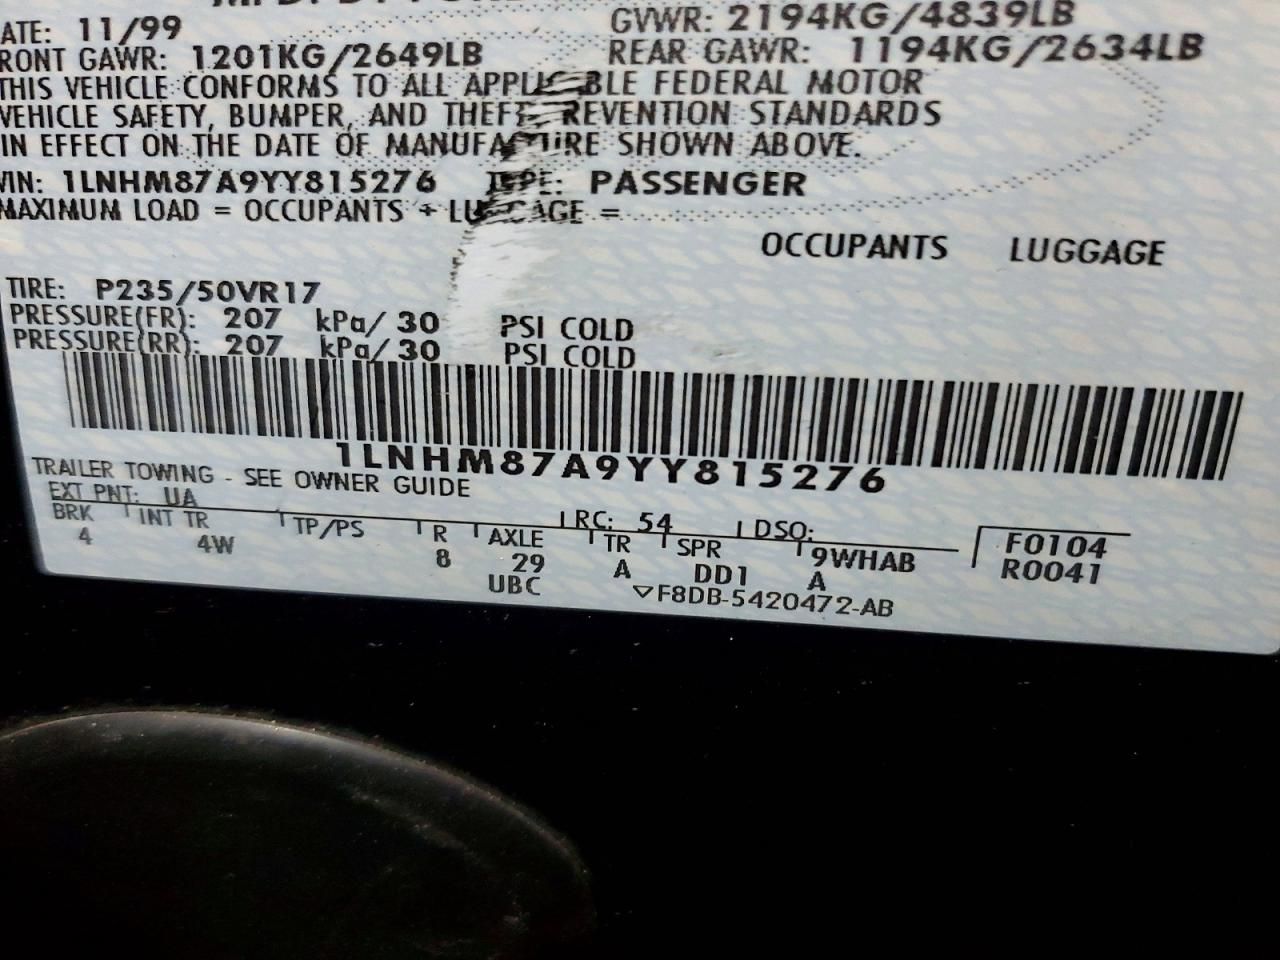 ATE: 11/99 GVWR: 2194KG/4839LB
RONT GAWR: 1201KG/2649LB REAR GAWR: 1194KG/2634LB
THIS VEHICLE CONFORMS TO ALL APPLICABLE FEDERAL MOTOR
VEHICLE SAFETY, BUMPER, AND THEFT PREVENTION STANDARDS
IN EFFECT ON THE DATE OF MANUFACTURE SHOWN ABOVE.
VIN: 1LNHM87A9YY815276 TYPE: PASSENGER
MAXIMUM LOAD = OCCUPANTS + LUGGAGE =
OCCUPANTS LUGGAGE
TIRE: P235/50VR17
PRESSURE(FR): 207 kPa/ 30 PSI COLD
PRESSURE(RR): 207 kPa/ 30 PSI COLD
1LNHM87A9YY815276
TRAILER TOWING - SEE OWNER GUIDE
EXT PNT: UA RC: 54 DSO:
BRK INT TR TP/PS R AXLE TR SPR 9WHAB F0104
4 4W 8 29 A DD1 A R0041
UBC ▽F8DB-5420472-AB